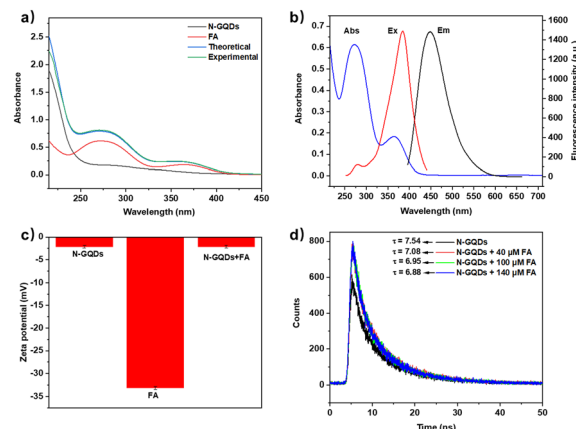 a)
N-GQDs
FA
Theoretical
Experimental
Absorbance
2.5
2.0
1.5
1.0
0.5
0.0
250 300 350 400 450
Wavelength (nm)
b)
Abs Ex Em
Absorbance
0.7
0.6
0.5
0.4
0.3
0.2
0.1
0.0
1600
1400
1200
1000
800
600
400
200
0
Fluorescence intensity (a.u.)
250 300 350 400 450 500 550 600 650 700
Wavelength (nm)
c)
Zeta potential (mV)
0
-5
-10
-15
-20
-25
-30
-35
N-GQDs
FA
N-GQDs+FA
d)
τ = 7.54 N-GQDs
τ = 7.08 N-GQDs + 40 μM FA
τ = 6.95 N-GQDs + 100 μM FA
τ = 6.88 N-GQDs + 140 μM FA
Counts
800
600
400
200
0
0 10 20 30 40 50
Time (ns)